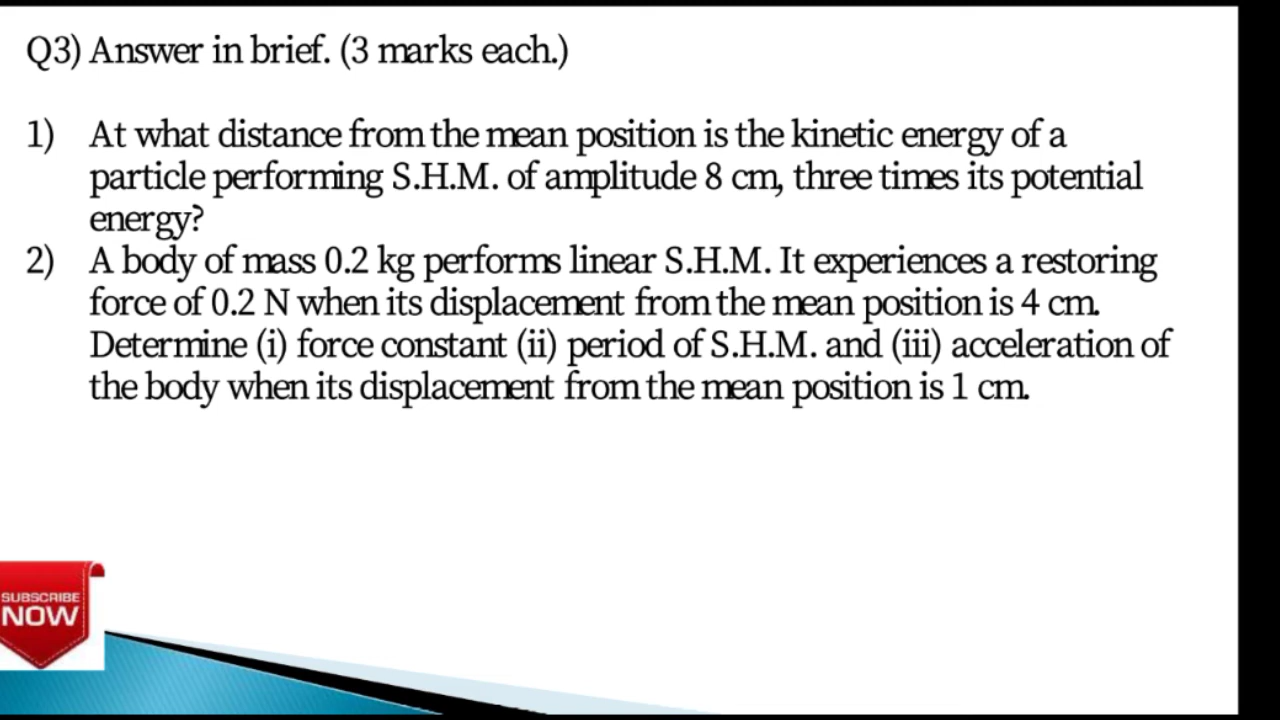 Q3) Answer in brief. (3 marks each.)
1) At what distance from the mean position is the kinetic energy of a
particle performing S.H.M. of amplitude 8 cm, three times its potential
energy?
2) A body of mass 0.2 kg performs linear S.H.M. It experiences a restoring
force of 0.2 N when its displacement from the mean position is 4 cm.
Determine (i) force constant (ii) period of S.H.M. and (iii) acceleration of
the body when its displacement from the mean position is 1 cm.
SUBSCRIBE
NOW